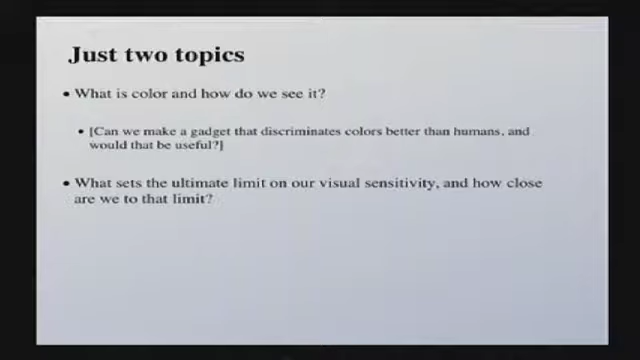 Just two topics
• What is color and how do we see it?
• [Can we make a gadget that discriminates colors better than humans, and
would that be useful?]
• What sets the ultimate limit on our visual sensitivity, and how close
are we to that limit?